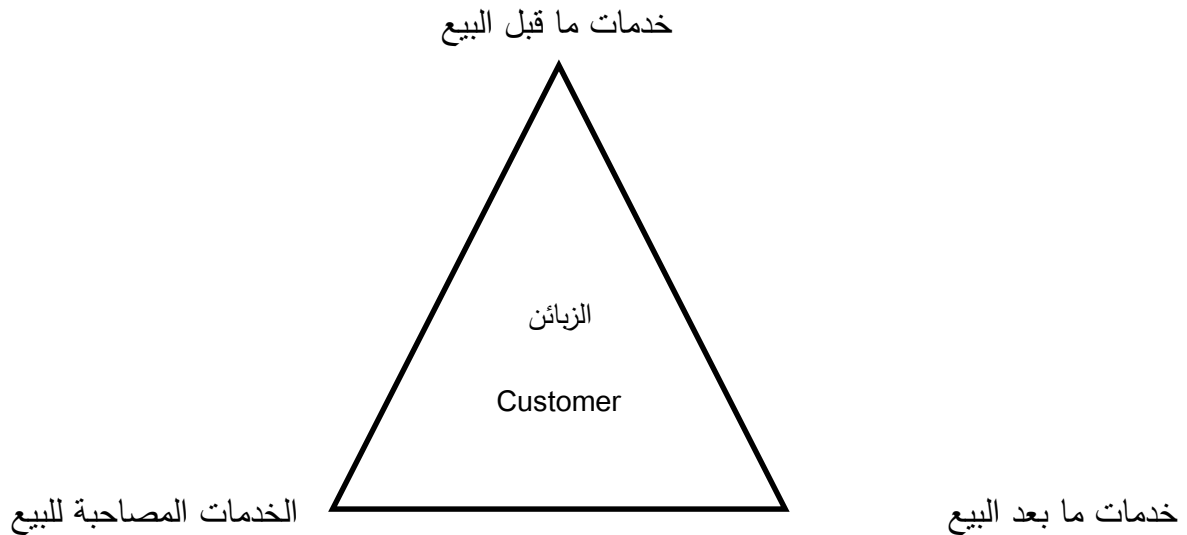 خدمات ما قبل البيع
الزبائن
Customer
خدمات ما بعد البيع
الخدمات المصاحبة للبيع